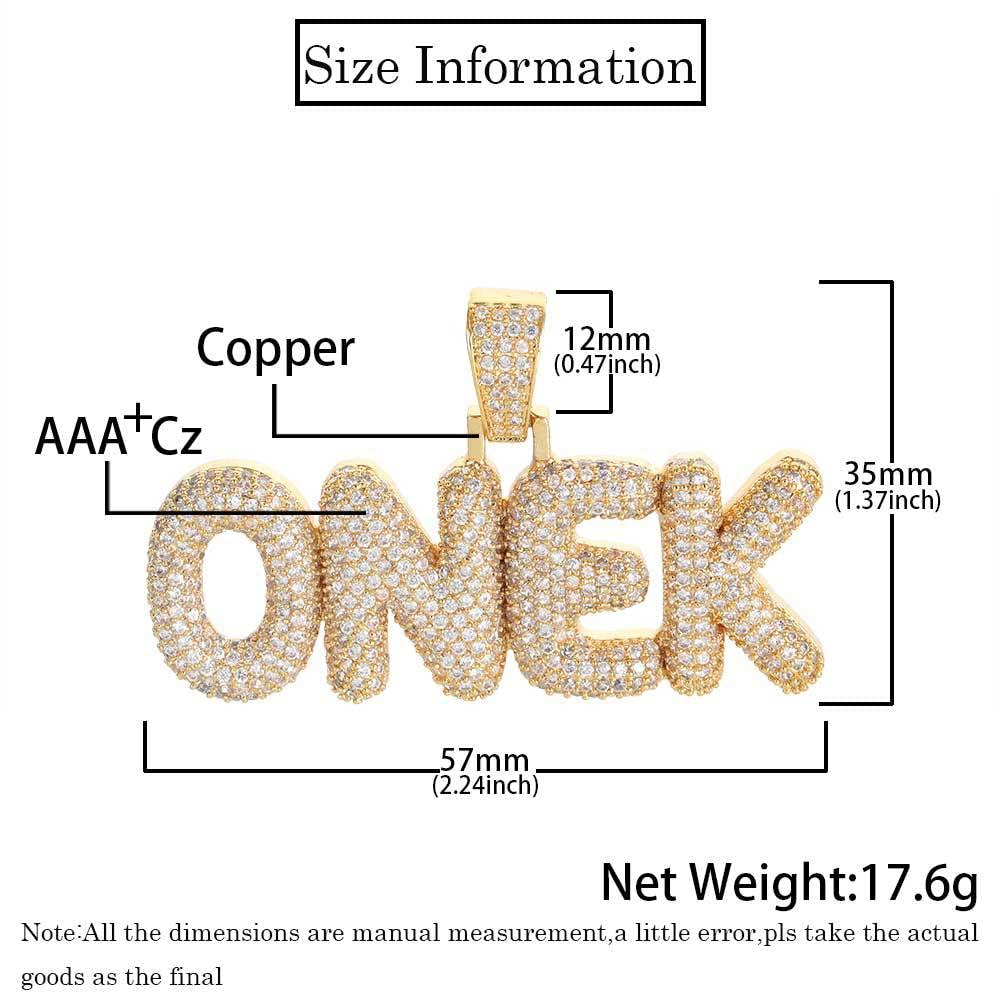 Size Information
Copper
12mm
(0.47inch)
AAA+Cz
35mm
(1.37inch)
ONEK
57mm
(2.24inch)
Net Weight:17.6g
Note:All the dimensions are manual measurement,a little error,pls take the actual
goods as the final